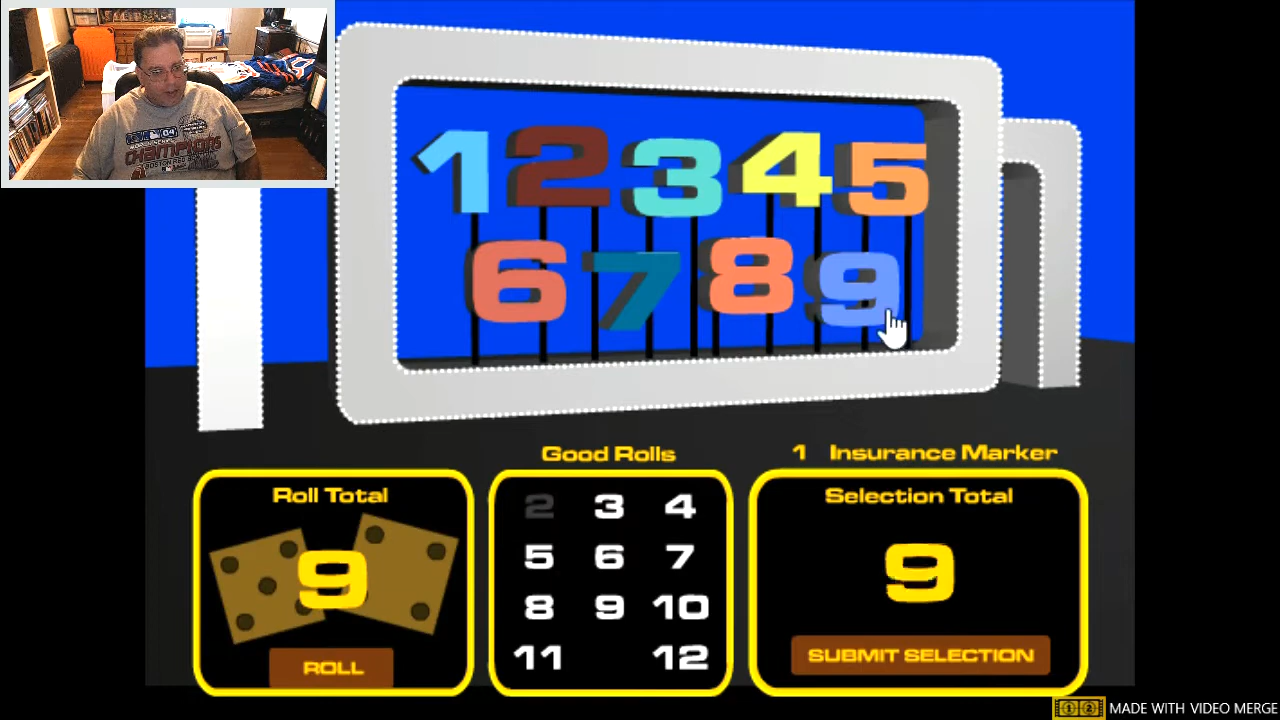 04
CHAMPIONS
1 2 3 4 5
6 7 8 9
Good Rolls
1 Insurance Marker
Roll Total
9
ROLL
2 3 4
5 6 7
8 9 10
11 12
Selection Total
9
SUBMIT SELECTION
MADE WITH VIDEO MERGE